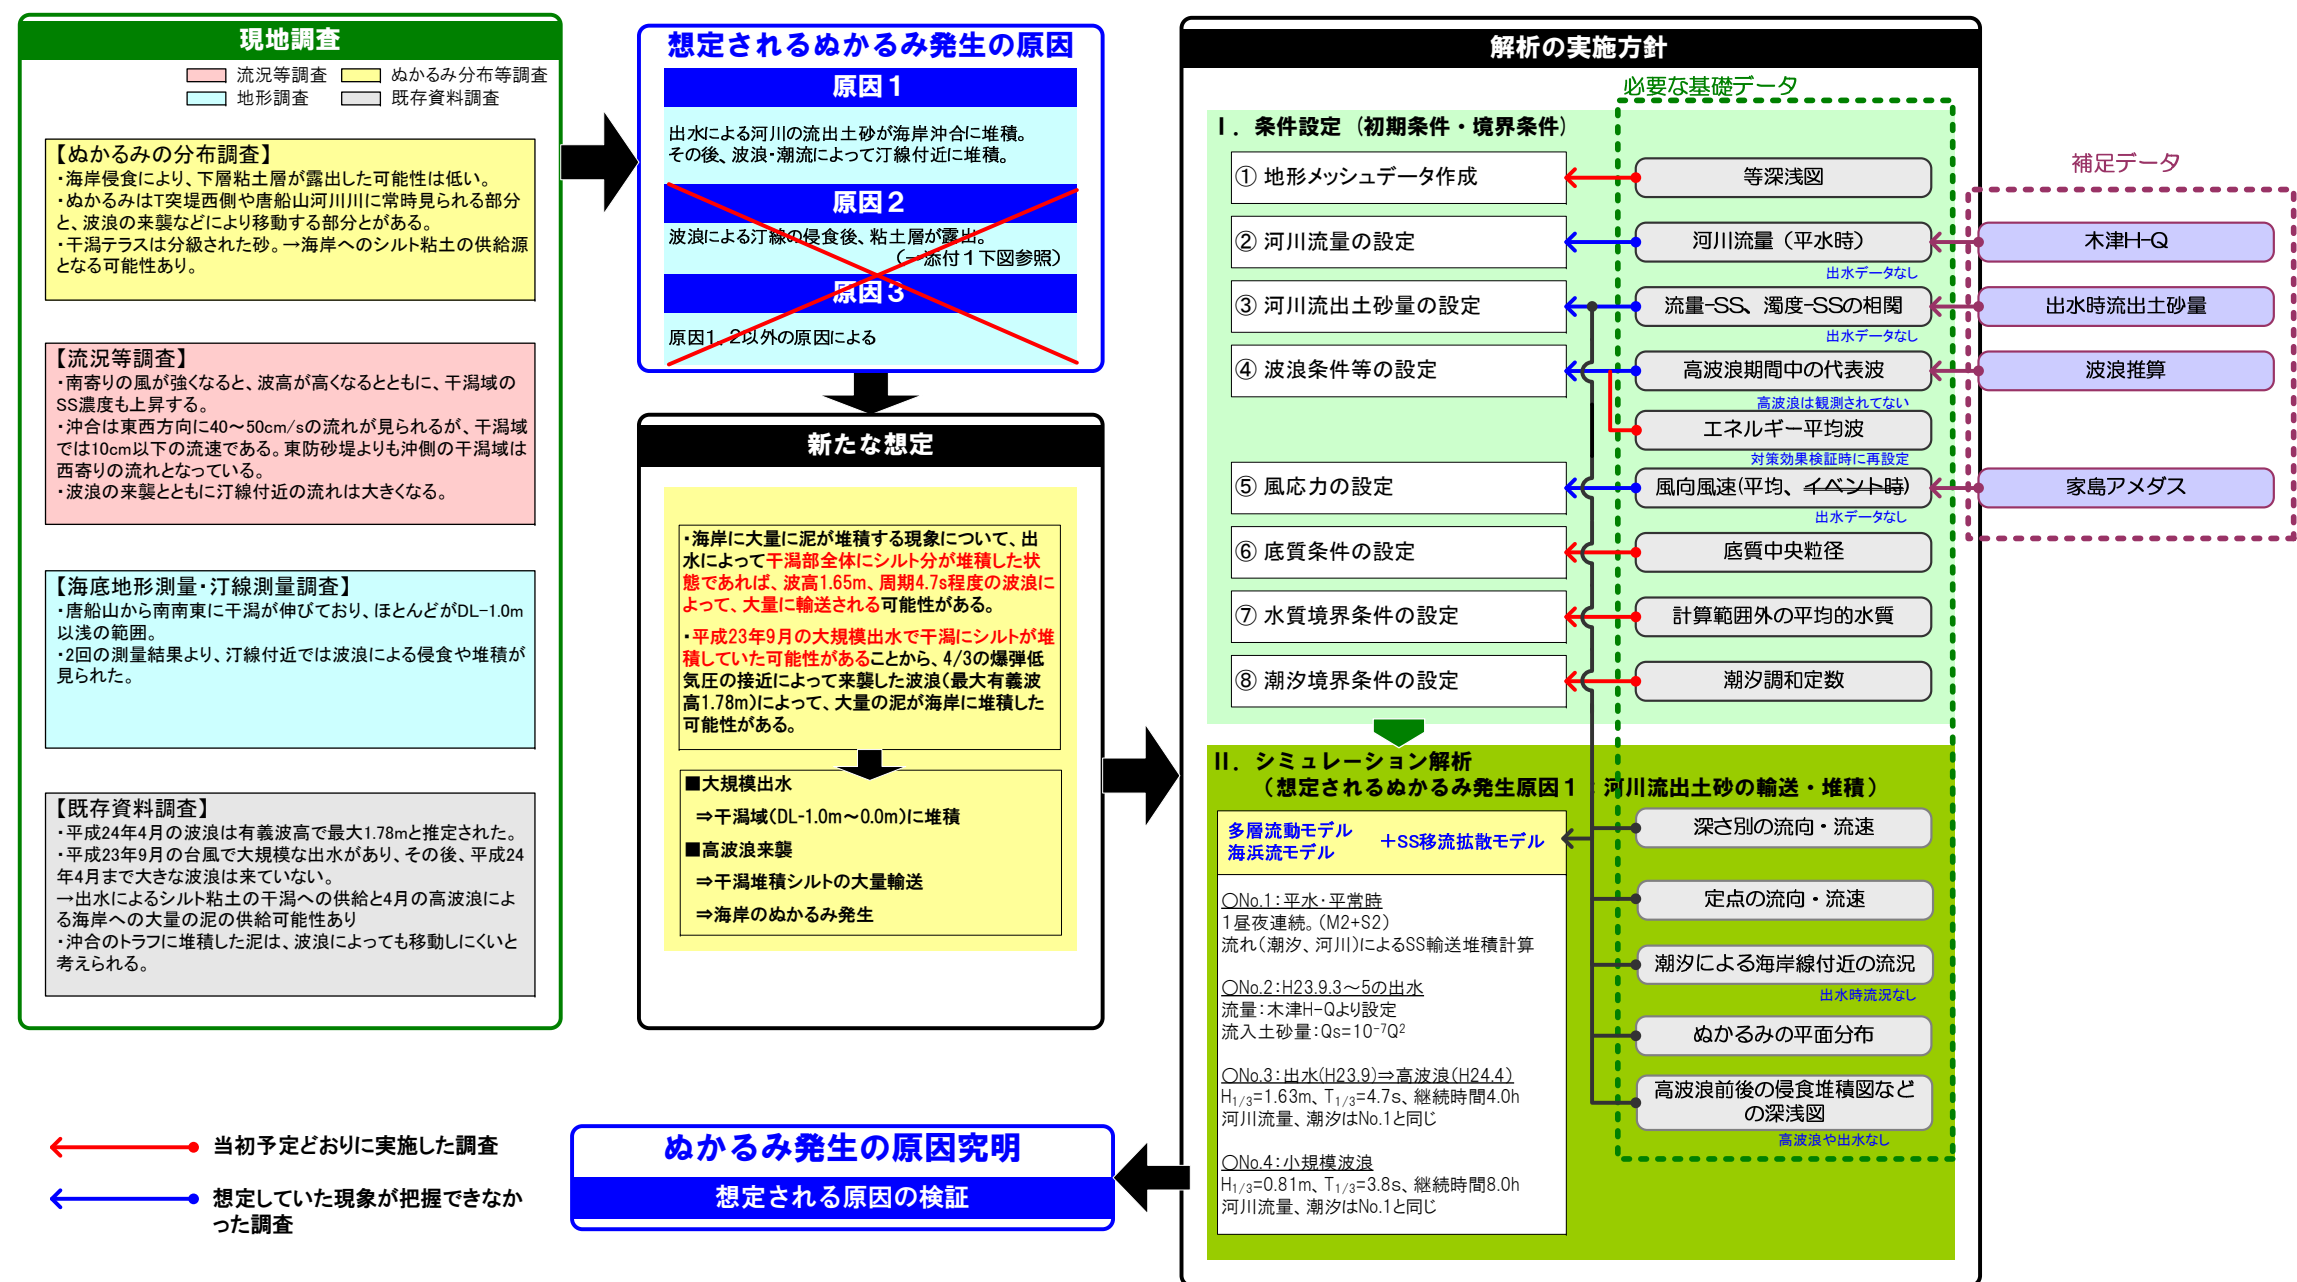 現地調査
流況等調査
ぬかるみ分布等調査
地形調査
既存資料調査
【ぬかるみの分布調査】
・海岸侵食により、下層粘土層が露出した可能性は低い。
・ぬかるみはT突堤西側や唐船山河川川に常時見られる部分
と、波浪の来襲などにより移動する部分とがある。
・干潟テラスは分級された砂。→海岸へのシルト粘土の供給源
となる可能性あり。
【流況等調査】
・南寄りの風が強くなると、波高が高くなるとともに、干潟域の
SS濃度も上昇する。
・沖合は東西方向に40～50cm/sの流れが見られるが、干潟域
では10cm以下の流速である。東防砂堤よりも沖側の干潟域は
西寄りの流れとなっている。
・波浪の来襲とともに汀線付近の流れは大きくなる。
【海底地形測量・汀線測量調査】
・唐船山から南南東に干潟が伸びており、ほとんどがDL-1.0m
以浅の範囲。
・2回の測量結果より、汀線付近では波浪による侵食や堆積が
見られた。
【既存資料調査】
・平成24年4月の波浪は有義波高で最大1.78mと推定された。
・平成23年9月の台風で大規模な出水があり、その後、平成24
年4月まで大きな波浪は来ていない。
→出水によるシルト粘土の干潟への供給と4月の高波浪によ
る海岸への大量の泥の供給可能性あり
・沖合のトラフに堆積した泥は、波浪によっても移動しにくいと
考えられる。
当初予定どおりに実施した調査
想定していた現象が把握できなか
った調査
想定されるぬかるみ発生の原因
原因1
出水による河川の流出土砂が海岸沖合に堆積。
その後、波浪・潮流によって汀線付近に堆積。
原因2
波浪による汀線の侵食後、粘土層が露出。
(→添付1下図参照)
原因3
原因1、2以外の原因による
新たな想定
・海岸に大量に泥が堆積する現象について、出
水によって干潟部全体にシルト分が堆積した状
態であれば、波高1.65m、周期4.7s程度の波浪に
よって、大量に輸送される可能性がある。
・平成23年9月の大規模出水で干潟にシルトが堆
積していた可能性があることから、4/3の爆弾低
気圧の接近によって来襲した波浪(最大有義波
高1.78m)によって、大量の泥が海岸に堆積した
可能性がある。
■大規模出水
⇒干潟域(DL-1.0m～0.0m)に堆積
■高波浪来襲
⇒干潟堆積シルトの大量輸送
⇒海岸のぬかるみ発生
ぬかるみ発生の原因究明
想定される原因の検証
解析の実施方針
必要な基礎データ
Ⅰ. 条件設定（初期条件・境界条件）
① 地形メッシュデータ作成
等深浅図
② 河川流量の設定
河川流量（平水時）
出水データなし
③ 河川流出土砂量の設定
流量-SS、濁度-SSの相関
出水データなし
④ 波浪条件等の設定
高波浪期間中の代表波
高波浪は観測されてない
エネルギー平均波
対策効果検証時に再設定
⑤ 風応力の設定
風向風速(平均、イベント時)
出水データなし
⑥ 底質条件の設定
底質中央粒径
⑦ 水質境界条件の設定
計算範囲外の平均的水質
⑧ 潮汐境界条件の設定
潮汐調和定数
補足データ
木津H-Q
出水時流出土砂量
波浪推算
家島アメダス
Ⅱ. シミュレーション解析
（想定されるぬかるみ発生原因1：河川流出土砂の輸送・堆積）
多層流動モデル
海浜流モデル
＋SS移流拡散モデル
○No.1：平水・平常時
1昼夜連続。(M2+S2)
流れ(潮汐、河川)によるSS輸送堆積計算
○No.2：H23.9.3～5の出水
流量：木津H-Qより設定
流入土砂量：Qs=10⁻⁷Q²
○No.3：出水(H23.9)⇒高波浪(H24.4)
H1/3=1.63m、T1/3=4.7s、継続時間4.0h
河川流量、潮汐はNo.1と同じ
○No.4：小規模波浪
H1/3=0.81m、T1/3=3.8s、継続時間8.0h
河川流量、潮汐はNo.1と同じ
深さ別の流向・流速
定点の流向・流速
潮汐による海岸線付近の流況
出水時流況なし
ぬかるみの平面分布
高波浪前後の侵食堆積図など
の深浅図
高波浪や出水なし